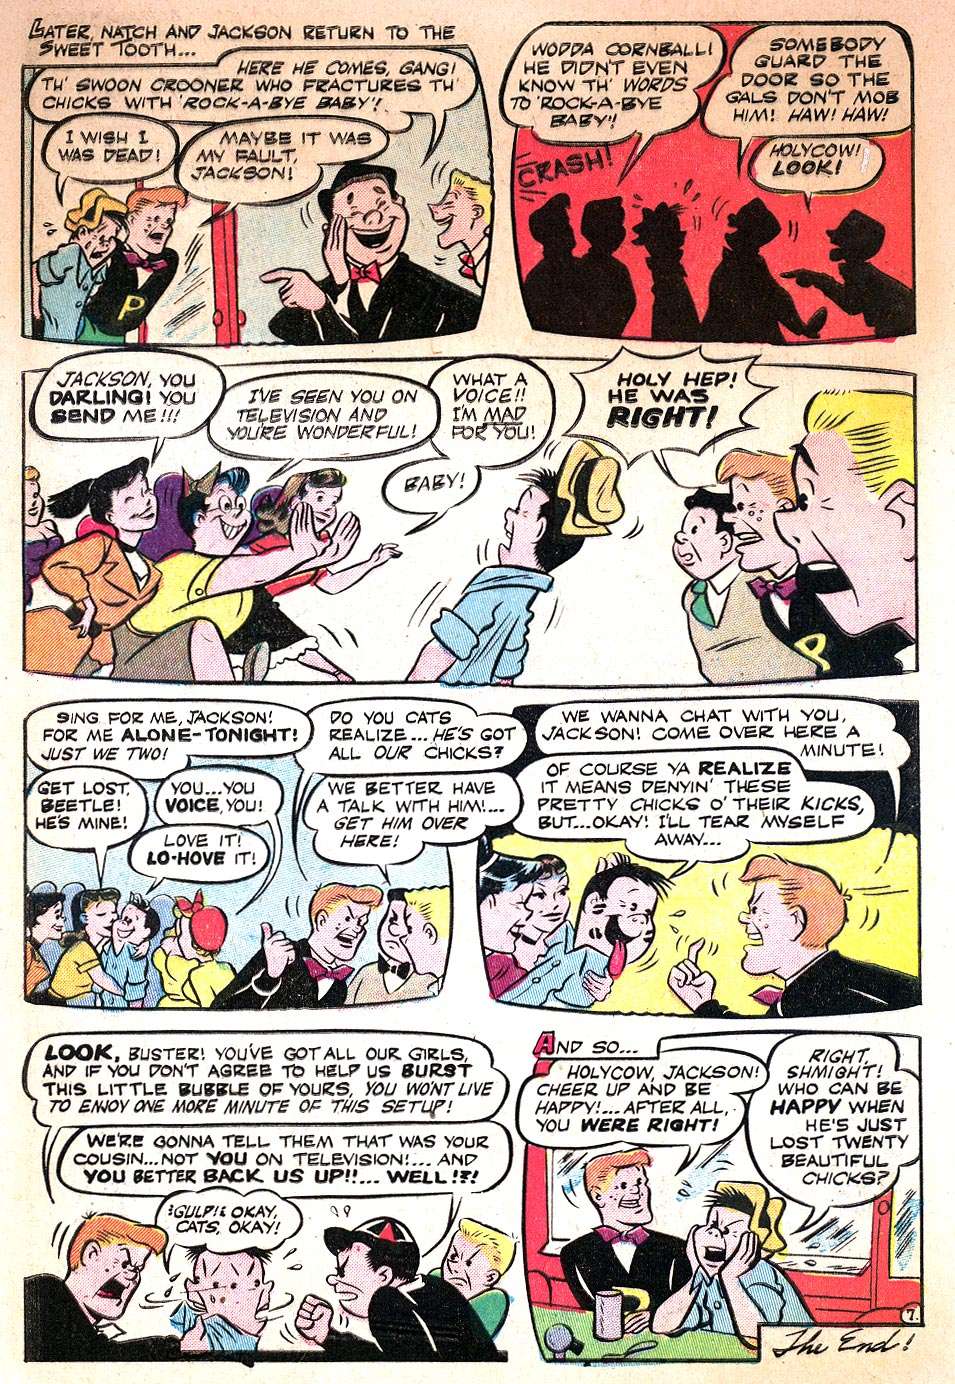 LATER, NATCH AND JACKSON RETURN TO THE
SWEET TOOTH...
HERE HE COMES, GANG!
TH' SWOON CROONER WHO FRACTURES TH'
CHICKS WITH 'ROCK-A-BYE BABY'!
I WISH I
WAS DEAD!
MAYBE IT WAS
MY FAULT,
JACKSON!
P
WODDA CORNBALL!
HE DIDN'T EVEN
KNOW TH' WORDS
TO 'ROCK-A-BYE
BABY'!
SOMEBODY
GUARD THE
DOOR SO THE
GALS DON'T MOB
HIM! HAW! HAW!
CRASH!
HOLYCOW!
LOOK!
JACKSON, YOU
DARLING! YOU
SEND ME!!!
I'VE SEEN YOU ON
TELEVISION AND
YOU'RE WONDERFUL!
BABY!
WHAT A
VOICE!!
I'M MAD
FOR YOU!
HOLY HEP!
HE WAS
RIGHT!
P
SING FOR ME, JACKSON!
FOR ME ALONE-TONIGHT!
JUST WE TWO!
GET LOST,
BEETLE!
HE'S MINE!
YOU...YOU
VOICE, YOU!
LOVE IT!
LO-HOVE IT!
DO YOU CATS
REALIZE... HE'S GOT
ALL OUR CHICKS?
WE BETTER HAVE
A TALK WITH HIM!...
GET HIM OVER
HERE!
WE WANNA CHAT WITH YOU,
JACKSON! COME OVER HERE A
MINUTE!
OF COURSE YA REALIZE
IT MEANS DENYIN' THESE
PRETTY CHICKS O' THEIR KICKS,
BUT...OKAY! I'LL TEAR MYSELF
AWAY...
LOOK, BUSTER! YOU'VE GOT ALL OUR GIRLS,
AND IF YOU DON'T AGREE TO HELP US BURST
THIS LITTLE BUBBLE OF YOURS, YOU WON'T LIVE
TO ENJOY ONE MORE MINUTE OF THIS SETUP!
WE'RE GONNA TELL THEM THAT WAS YOUR
COUSIN...NOT YOU ON TELEVISION!... AND
YOU BETTER BACK US UP!!... WELL!?!
:GULP!: OKAY,
CATS, OKAY!
A
AND SO...
HOLYCOW, JACKSON!
CHEER UP AND BE
HAPPY!... AFTER ALL,
YOU WERE RIGHT!
RIGHT,
SHMIGHT!
WHO CAN BE
HAPPY WHEN
HE'S JUST
LOST TWENTY
BEAUTIFUL
CHICKS?
7.
The End!